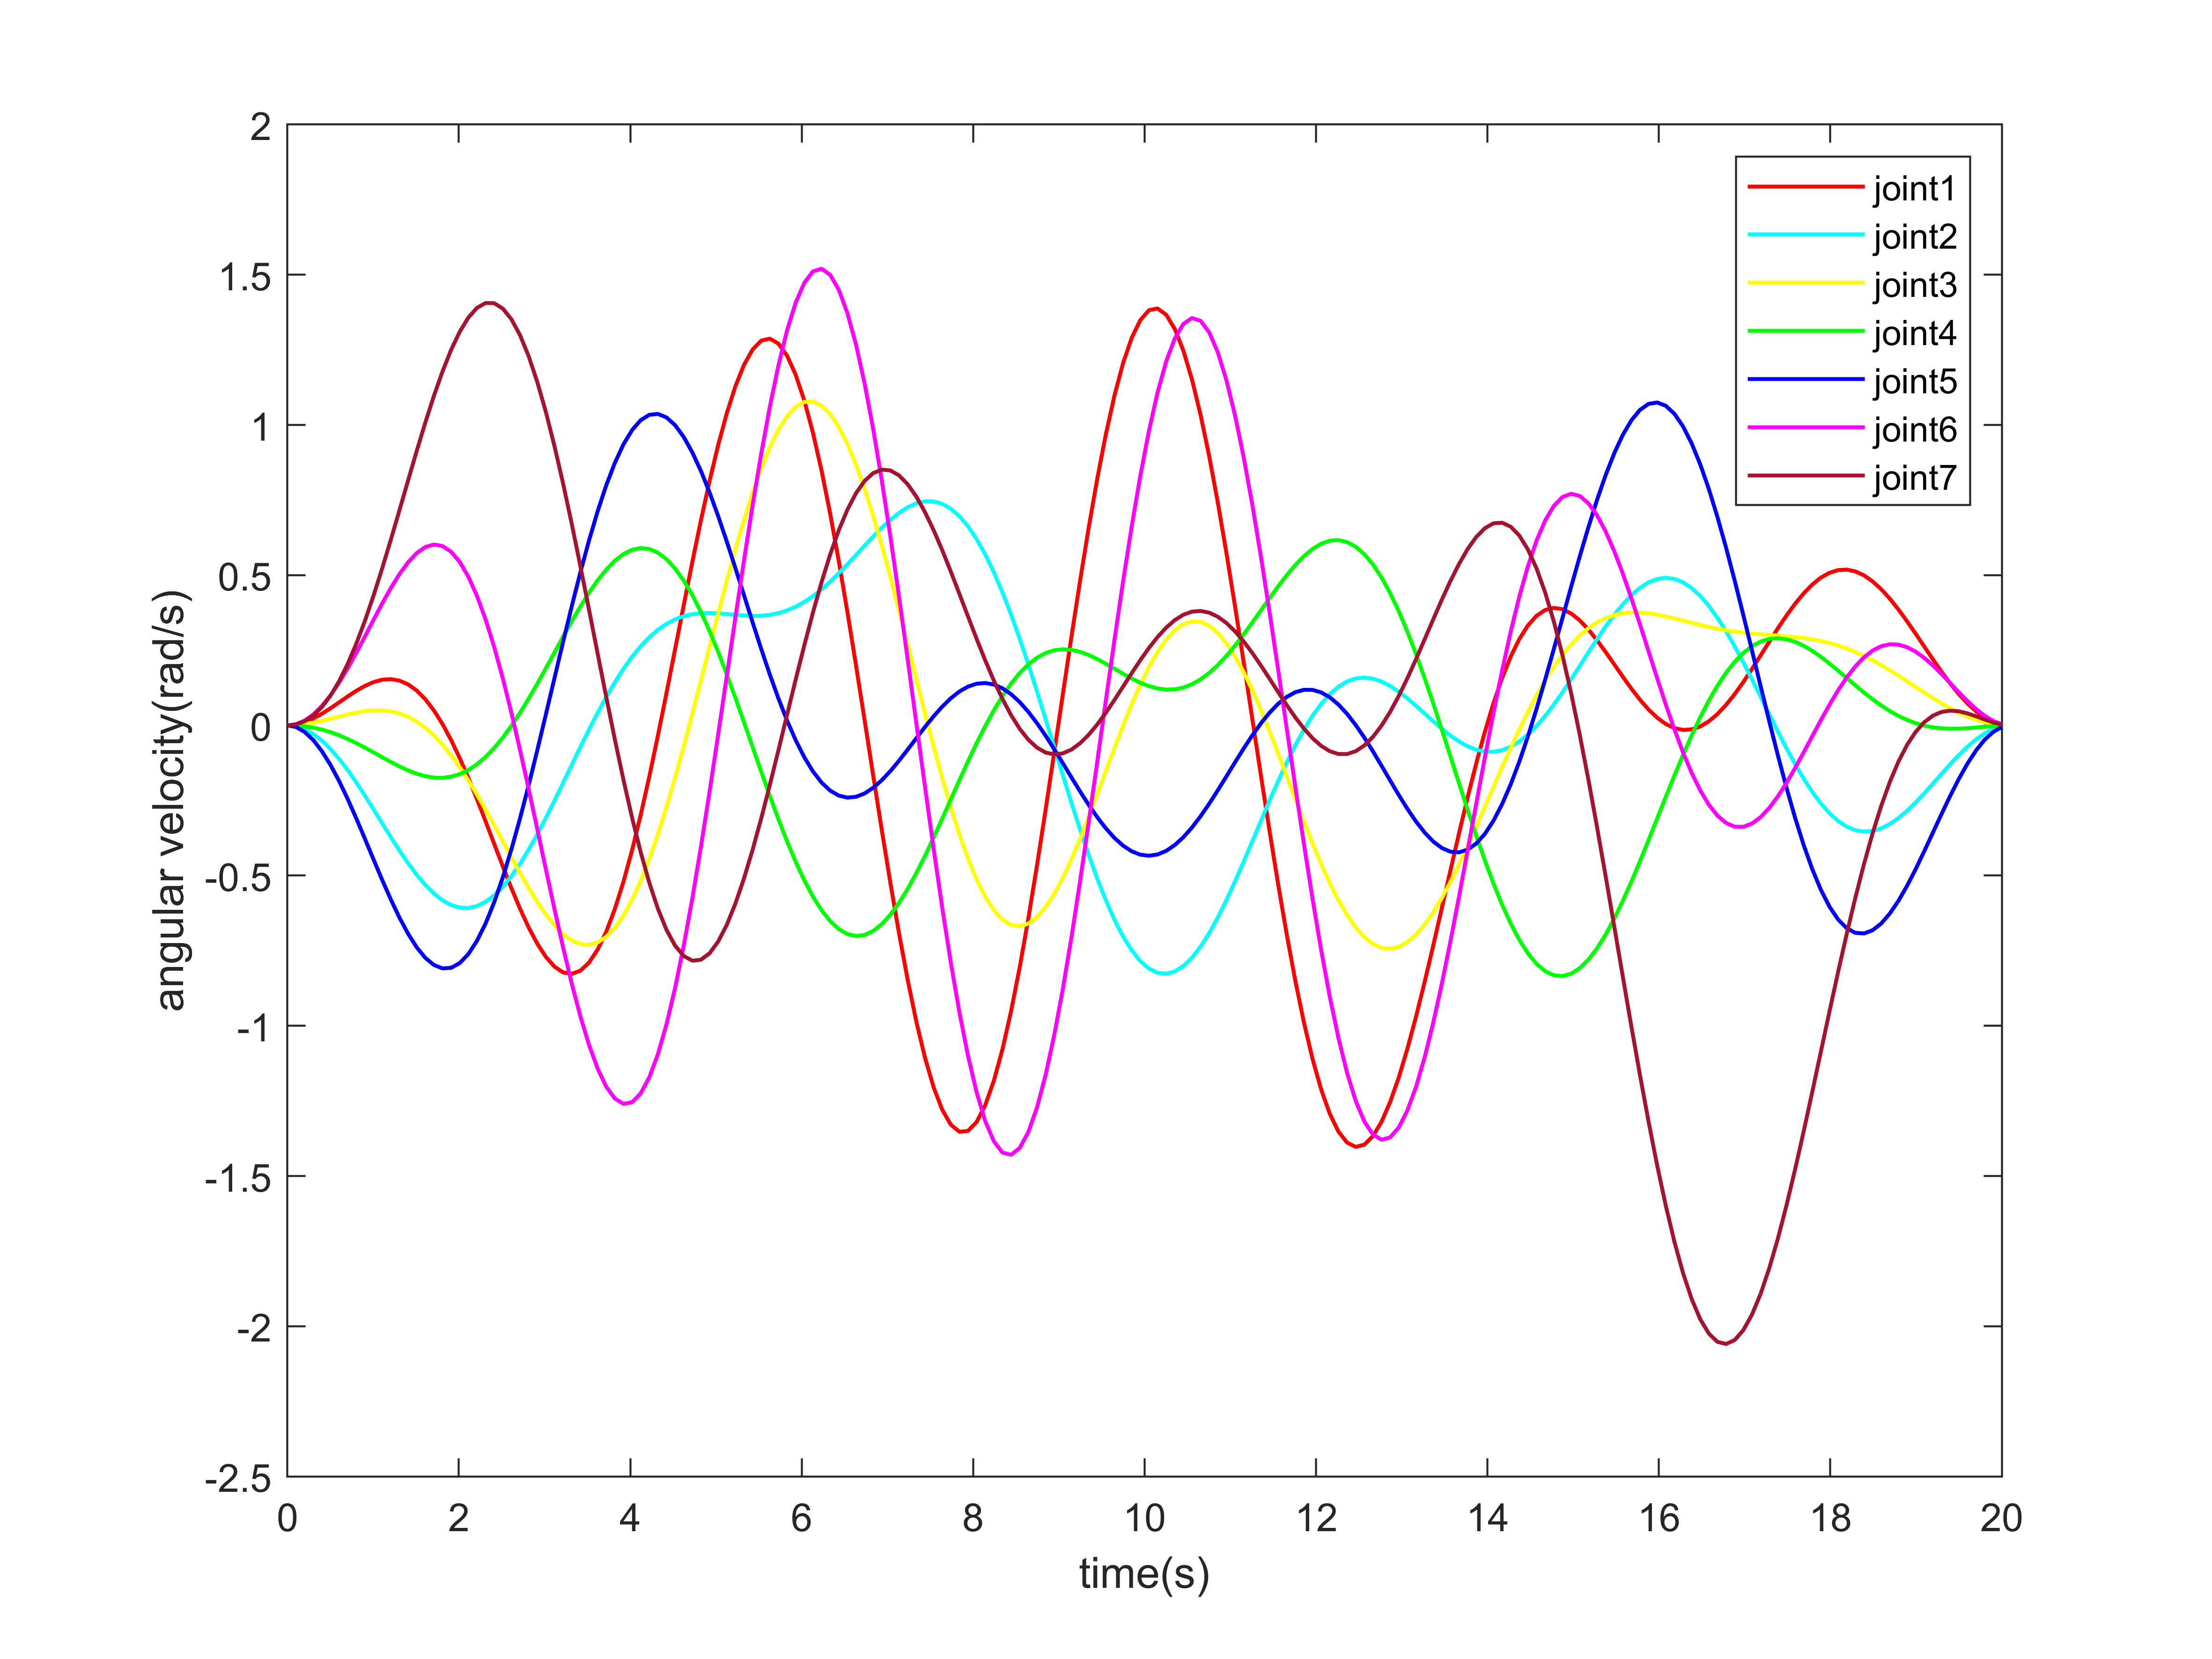 2
1.5
1
0.5
0
-0.5
-1
-1.5
-2
-2.5
0 2 4 6 8 10 12 14 16 18 20
time(s)
angular velocity(rad/s)
joint1
joint2
joint3
joint4
joint5
joint6
joint7